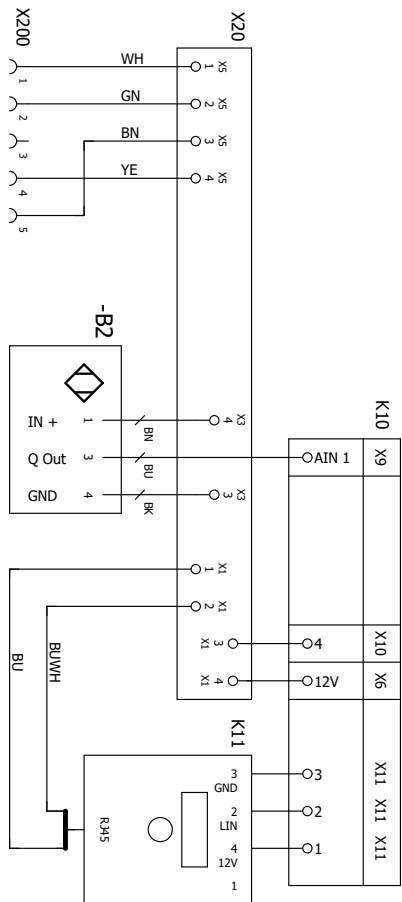 X200
X20
WH
GN
BN
YE
1
2
3
4
5
1 X5
2 X5
3 X5
4 X5
-B2
IN + 1
Q Out 3
GND 4
BN
BU
BK
4 X3
3 X3
K10
AIN 1 X9
4 X10
12V X6
3 X11
2 X11
1 X11
1 X1
2 X1
X1 3
X1 4
BU
BUWH
K11
3
GND
2
LIN
4
12V
1
RJ45